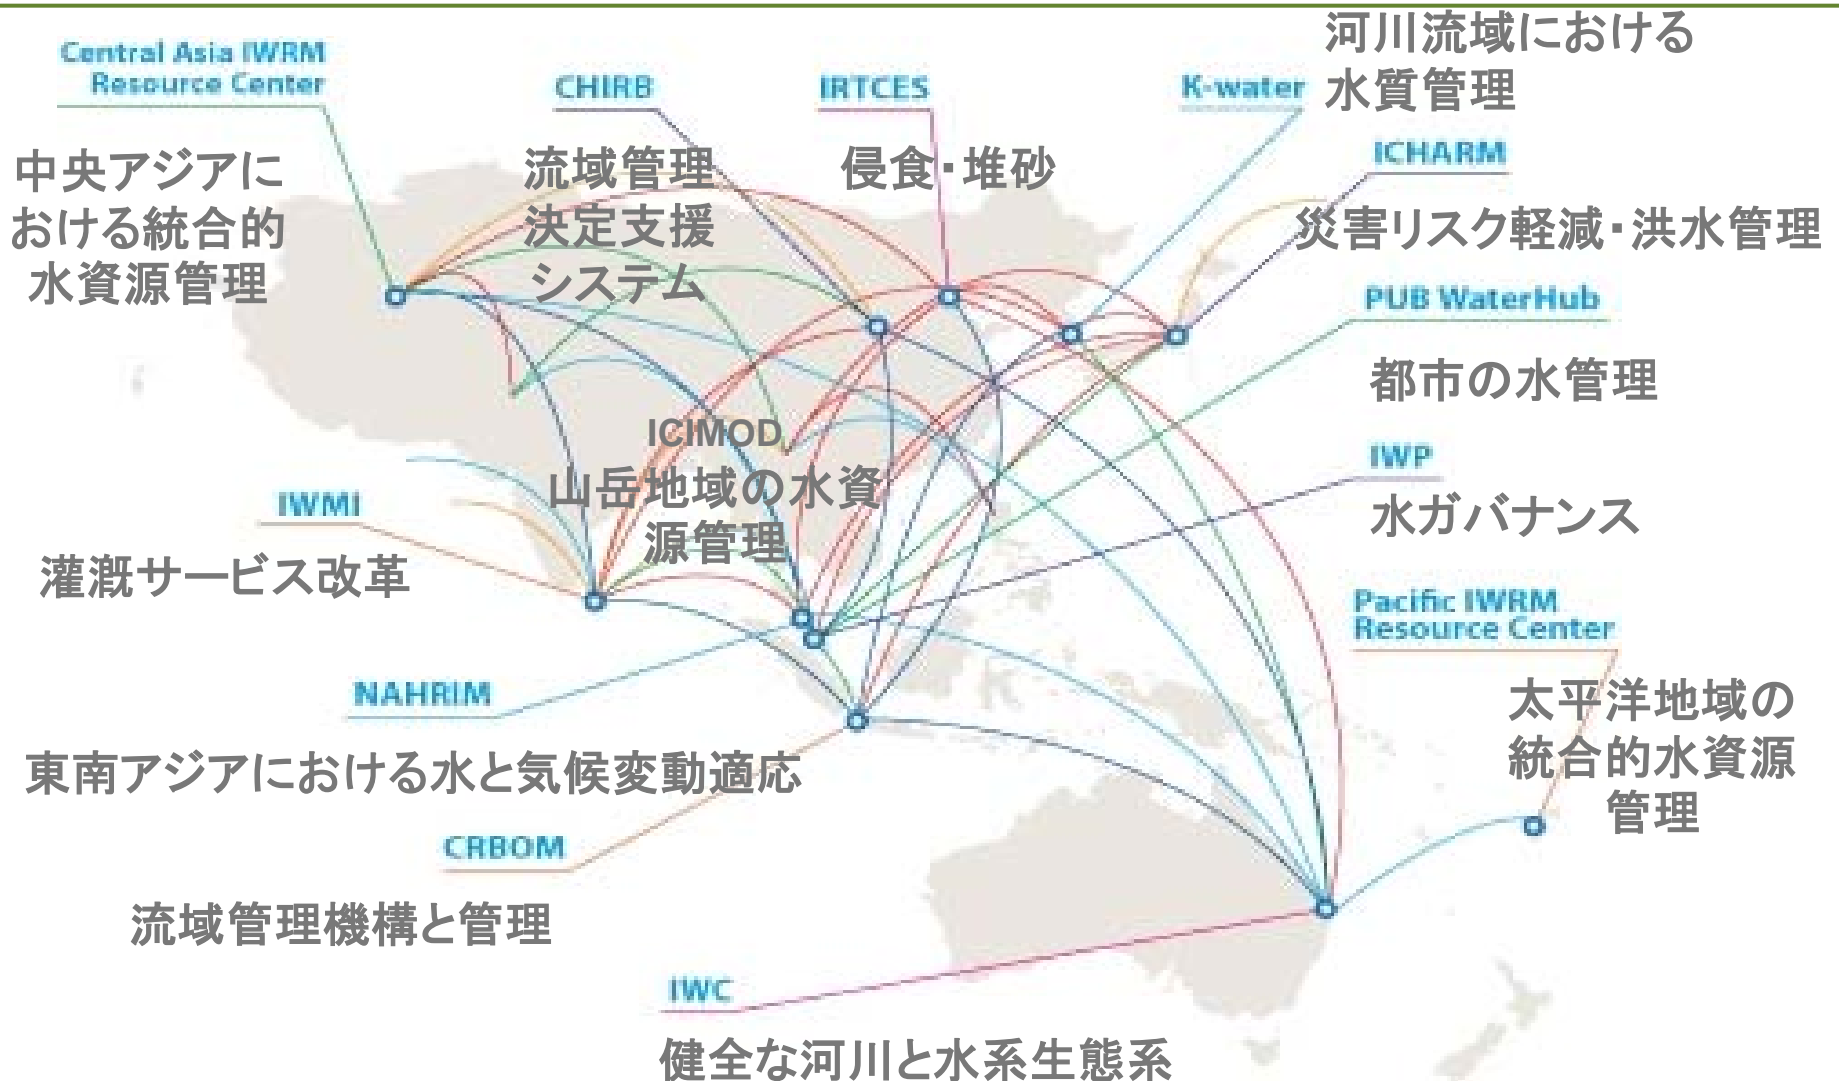 Central Asia IWRM
Resource Center
中央アジアに
おける統合的
水資源管理
CHIRB
流域管理
決定支援
システム
IRTCES
侵食・堆砂
K-water
河川流域における
水質管理
ICHARM
災害リスク軽減・洪水管理
PUB WaterHub
都市の水管理
ICIMOD
山岳地域の水資
源管理
IWP
水ガバナンス
IWMI
灌漑サービス改革
Pacific IWRM
Resource Center
太平洋地域の
統合的水資源
管理
NAHRIM
東南アジアにおける水と気候変動適応
CRBOM
流域管理機構と管理
IWC
健全な河川と水系生態系